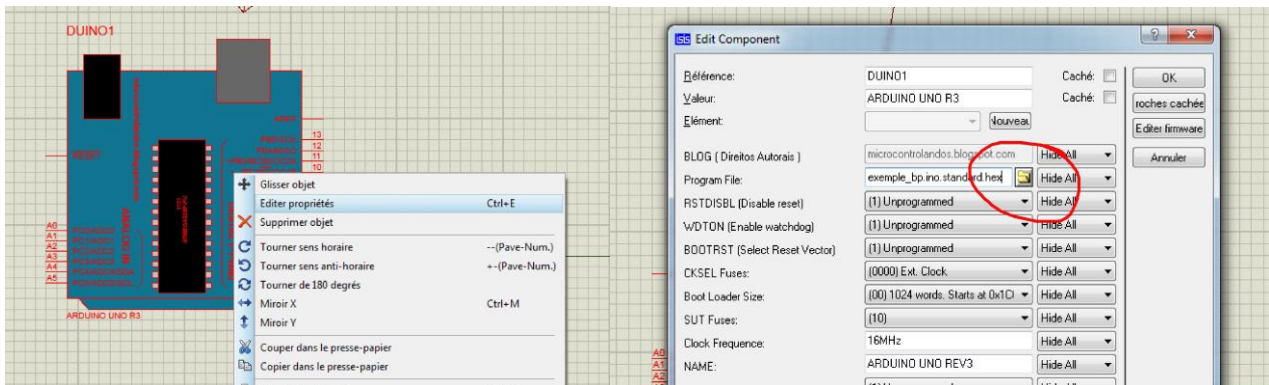 DUINO1
RESET
AREF
13
12
11
10
A0
A1
A2
A3
A4
A5
ARDUINO UNO R3
Glisser objet
Editer propriétés Ctrl+E
Supprimer objet
Tourner sens horaire --(Pave-Num.)
Tourner sens anti-horaire +-(Pave-Num.)
Tourner de 180 degrés
Miroir X Ctrl+M
Miroir Y
Couper dans le presse-papier
Copier dans le presse-papier
isis Edit Component
Référence: DUINO1 Caché: OK
Valeur: ARDUINO UNO R3 Caché: roches cachée
Elément: Nouveau Editer firmware
BLOG ( Direitos Autorais ) microcontrolandos.blogspot.com Hide All Annuler
Program File: exemple_bp.ino.standard.hex Hide All
RSTDISBL (Disable reset) (1) Unprogrammed Hide All
WDTON (Enable watchdog) (1) Unprogrammed Hide All
BOOTRST (Select Reset Vector) (1) Unprogrammed Hide All
CKSEL Fuses: (0000) Ext. Clock Hide All
Boot Loader Size: (00) 1024 words. Starts at 0x1C Hide All
SUT Fuses: (10) Hide All
Clock Frequence: 16MHz Hide All
NAME: ARDUINO UNO REV3 Hide All
A0
A1
A2